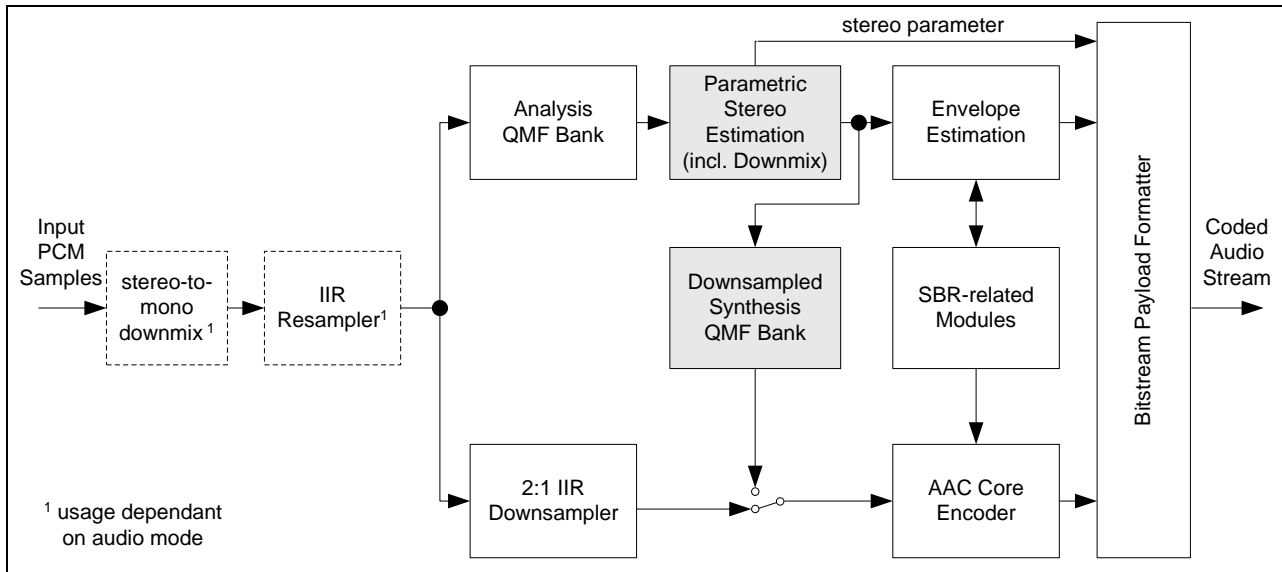 stereo parameter
Analysis
QMF Bank
Parametric
Stereo
Estimation
(incl. Downmix)
Envelope
Estimation
Input
PCM
Samples
stereo-to-
mono
downmix 1
IIR
Resampler1
Downsampled
Synthesis
QMF Bank
SBR-related
Modules
Bitstream Payload Formatter
Coded
Audio
Stream
2:1 IIR
Downsampler
AAC Core
Encoder
1 usage dependant
on audio mode